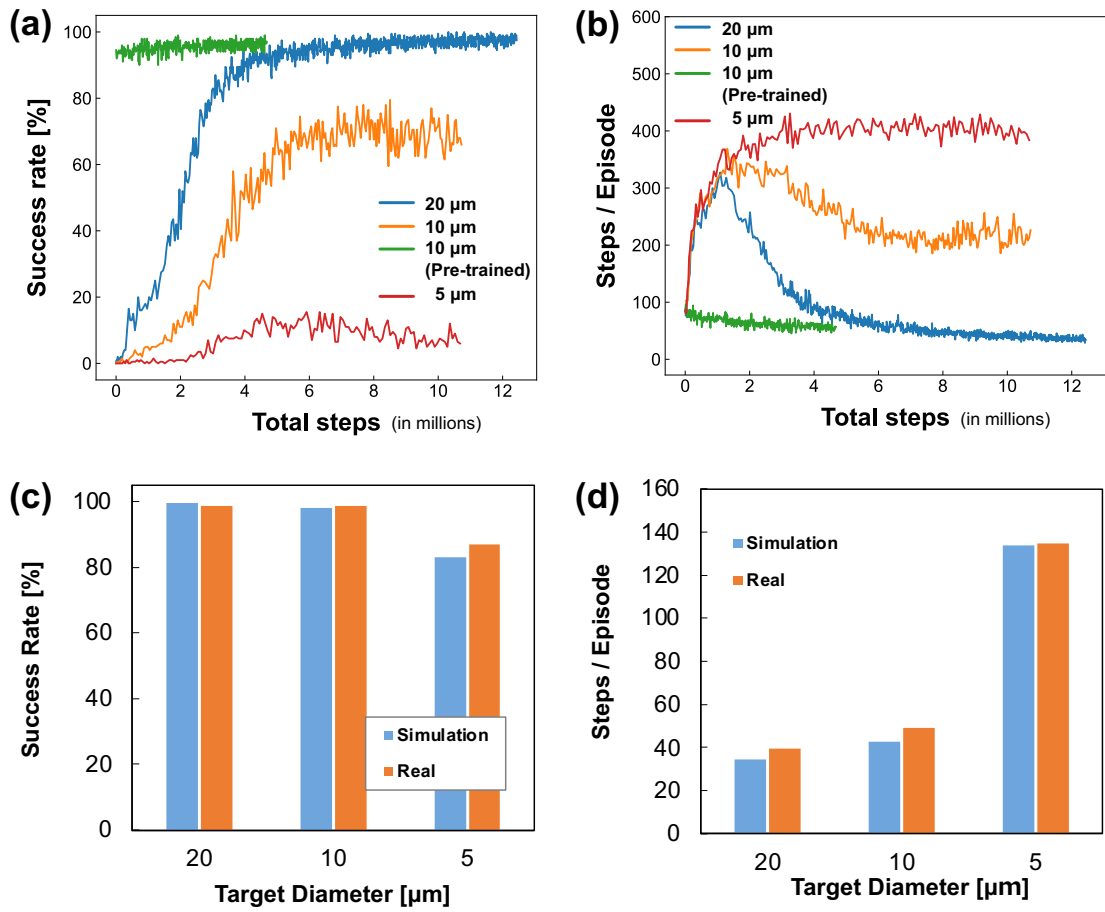 (a)
100
80
60
40
20
0
Success rate [%]
20 µm
10 µm
10 µm
(Pre-trained)
5 µm
0 2 4 6 8 10 12
Total steps (in millions)
(b)
600
500
400
300
200
100
0
Steps / Episode
20 µm
10 µm
10 µm
(Pre-trained)
5 µm
0 2 4 6 8 10 12
Total steps (in millions)
(c)
100
80
60
40
20
0
Success Rate [%]
Simulation
Real
20 10 5
Target Diameter [µm]
(d)
160
140
120
100
80
60
40
20
0
Steps / Episode
Simulation
Real
20 10 5
Target Diameter [µm]